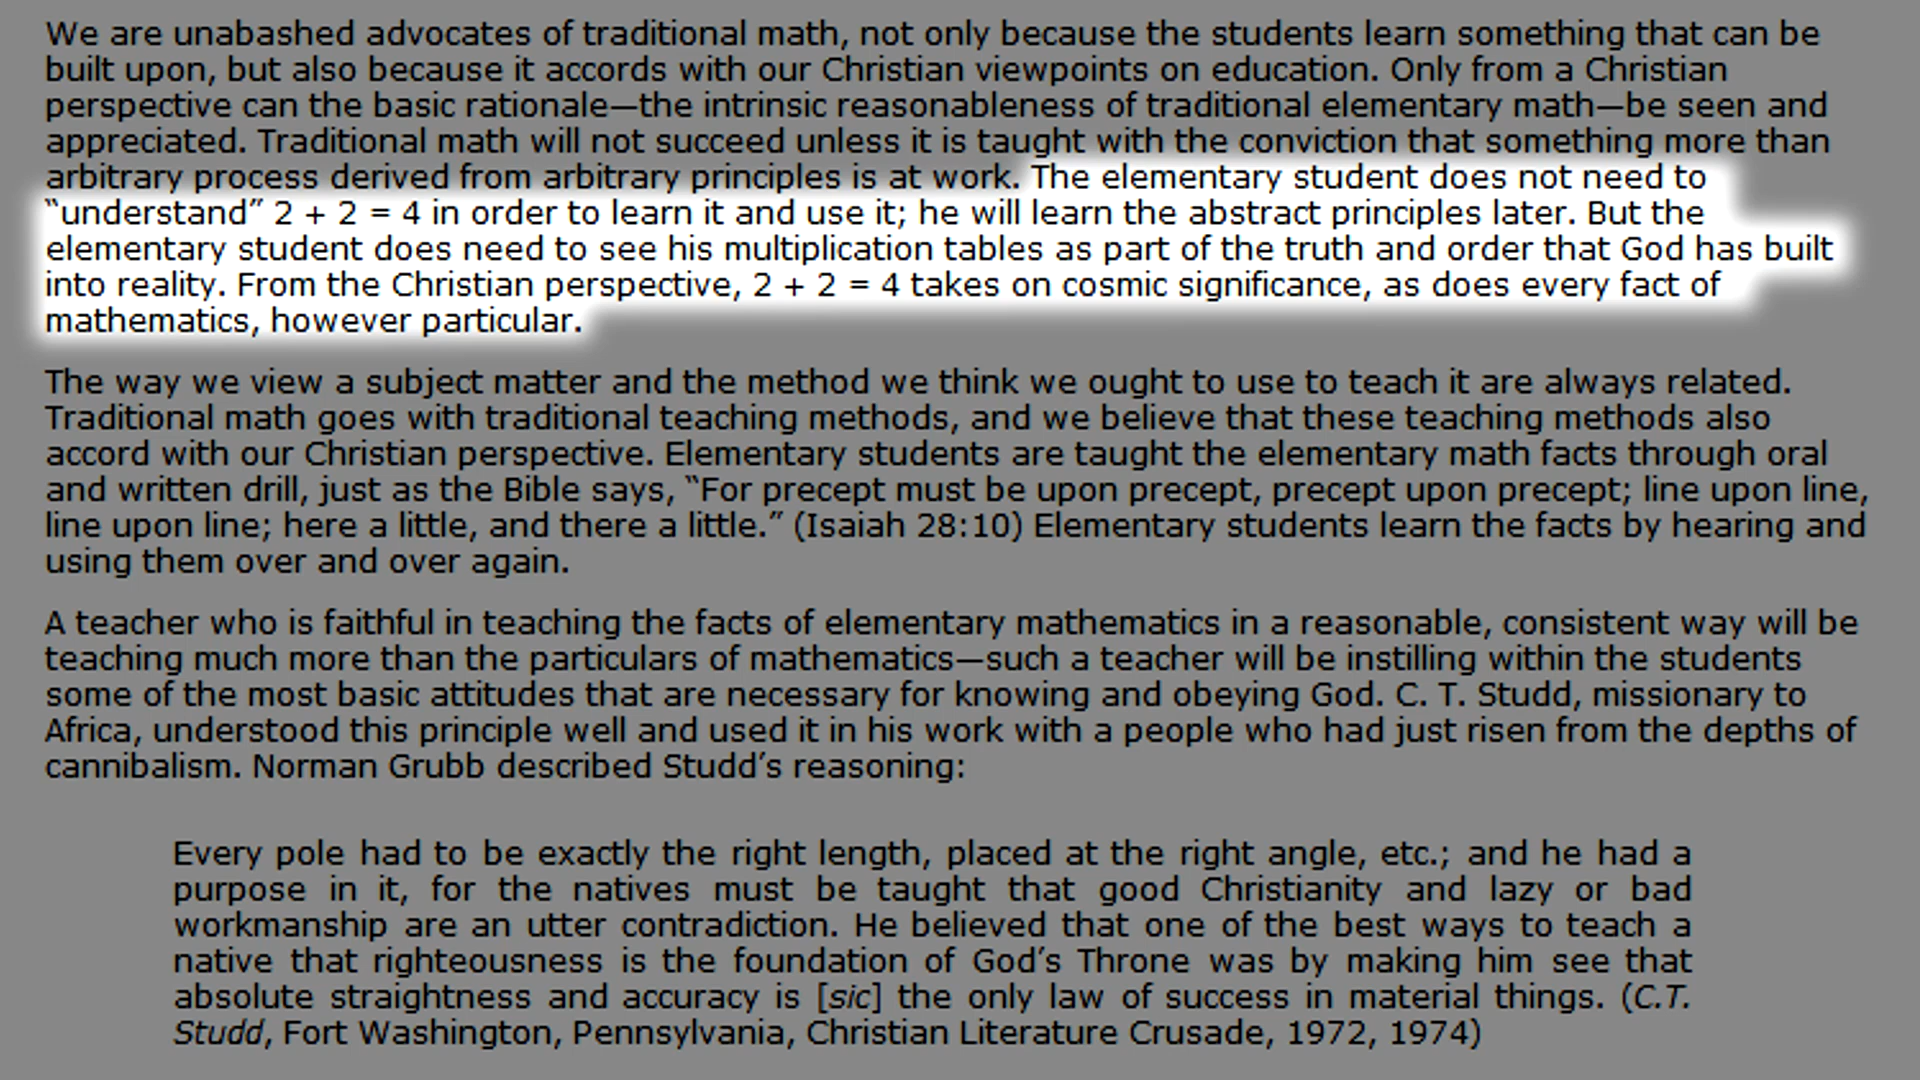 We are unabashed advocates of traditional math, not only because the students learn something that can be
built upon, but also because it accords with our Christian viewpoints on education. Only from a Christian
perspective can the basic rationale—the intrinsic reasonableness of traditional elementary math—be seen and
appreciated. Traditional math will not succeed unless it is taught with the conviction that something more than
arbitrary process derived from arbitrary principles is at work. The elementary student does not need to
“understand” 2 + 2 = 4 in order to learn it and use it; he will learn the abstract principles later. But the
elementary student does need to see his multiplication tables as part of the truth and order that God has built
into reality. From the Christian perspective, 2 + 2 = 4 takes on cosmic significance, as does every fact of
mathematics, however particular.
The way we view a subject matter and the method we think we ought to use to teach it are always related.
Traditional math goes with traditional teaching methods, and we believe that these teaching methods also
accord with our Christian perspective. Elementary students are taught the elementary math facts through oral
and written drill, just as the Bible says, “For precept must be upon precept, precept upon precept; line upon line,
line upon line; here a little, and there a little.” (Isaiah 28:10) Elementary students learn the facts by hearing and
using them over and over again.
A teacher who is faithful in teaching the facts of elementary mathematics in a reasonable, consistent way will be
teaching much more than the particulars of mathematics—such a teacher will be instilling within the students
some of the most basic attitudes that are necessary for knowing and obeying God. C. T. Studd, missionary to
Africa, understood this principle well and used it in his work with a people who had just risen from the depths of
cannibalism. Norman Grubb described Studd’s reasoning:
Every pole had to be exactly the right length, placed at the right angle, etc.; and he had a
purpose in it, for the natives must be taught that good Christianity and lazy or bad
workmanship are an utter contradiction. He believed that one of the best ways to teach a
native that righteousness is the foundation of God’s Throne was by making him see that
absolute straightness and accuracy is [sic] the only law of success in material things. (C.T.
Studd, Fort Washington, Pennsylvania, Christian Literature Crusade, 1972, 1974)